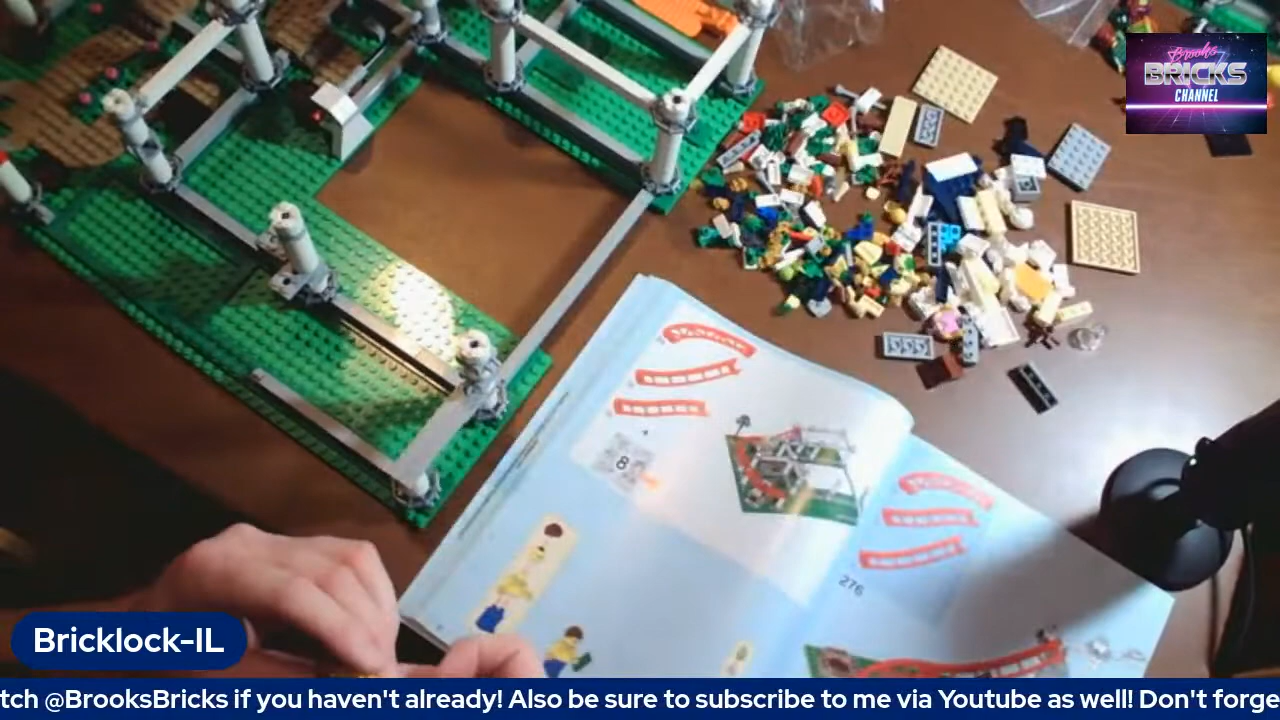 Brooks
BRICKS
CHANNEL
8
276
Bricklock-IL
tch @BrooksBricks if you haven't already! Also be sure to subscribe to me via Youtube as well! Don't forge